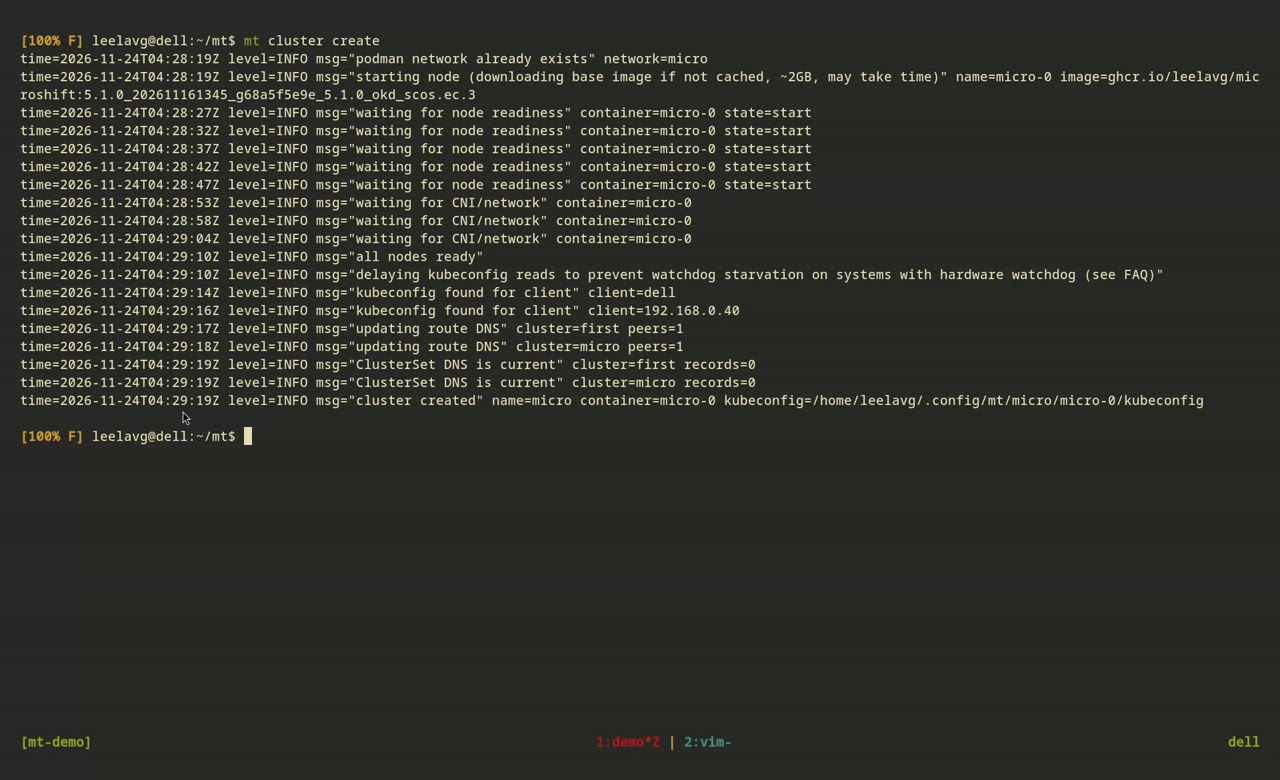 [100% F] leelavg@dell:~/mt$ mt cluster create
time=2026-11-24T04:28:19Z level=INFO msg="podman network already exists" network=micro
time=2026-11-24T04:28:19Z level=INFO msg="starting node (downloading base image if not cached, ~2GB, may take time)" name=micro-0 image=ghcr.io/leelavg/mic
roshift:5.1.0_202611161345_g68a5f5e9e_5.1.0_okd_scos.ec.3
time=2026-11-24T04:28:27Z level=INFO msg="waiting for node readiness" container=micro-0 state=start
time=2026-11-24T04:28:32Z level=INFO msg="waiting for node readiness" container=micro-0 state=start
time=2026-11-24T04:28:37Z level=INFO msg="waiting for node readiness" container=micro-0 state=start
time=2026-11-24T04:28:42Z level=INFO msg="waiting for node readiness" container=micro-0 state=start
time=2026-11-24T04:28:47Z level=INFO msg="waiting for node readiness" container=micro-0 state=start
time=2026-11-24T04:28:53Z level=INFO msg="waiting for CNI/network" container=micro-0
time=2026-11-24T04:28:58Z level=INFO msg="waiting for CNI/network" container=micro-0
time=2026-11-24T04:29:04Z level=INFO msg="waiting for CNI/network" container=micro-0
time=2026-11-24T04:29:10Z level=INFO msg="all nodes ready"
time=2026-11-24T04:29:10Z level=INFO msg="delaying kubeconfig reads to prevent watchdog starvation on systems with hardware watchdog (see FAQ)"
time=2026-11-24T04:29:14Z level=INFO msg="kubeconfig found for client" client=dell
time=2026-11-24T04:29:16Z level=INFO msg="kubeconfig found for client" client=192.168.0.40
time=2026-11-24T04:29:17Z level=INFO msg="updating route DNS" cluster=first peers=1
time=2026-11-24T04:29:18Z level=INFO msg="updating route DNS" cluster=micro peers=1
time=2026-11-24T04:29:19Z level=INFO msg="ClusterSet DNS is current" cluster=first records=0
time=2026-11-24T04:29:19Z level=INFO msg="ClusterSet DNS is current" cluster=micro records=0
time=2026-11-24T04:29:19Z level=INFO msg="cluster created" name=micro container=micro-0 kubeconfig=/home/leelavg/.config/mt/micro/micro-0/kubeconfig
[100% F] leelavg@dell:~/mt$
[mt-demo] 1:demo*Z | 2:vim- dell